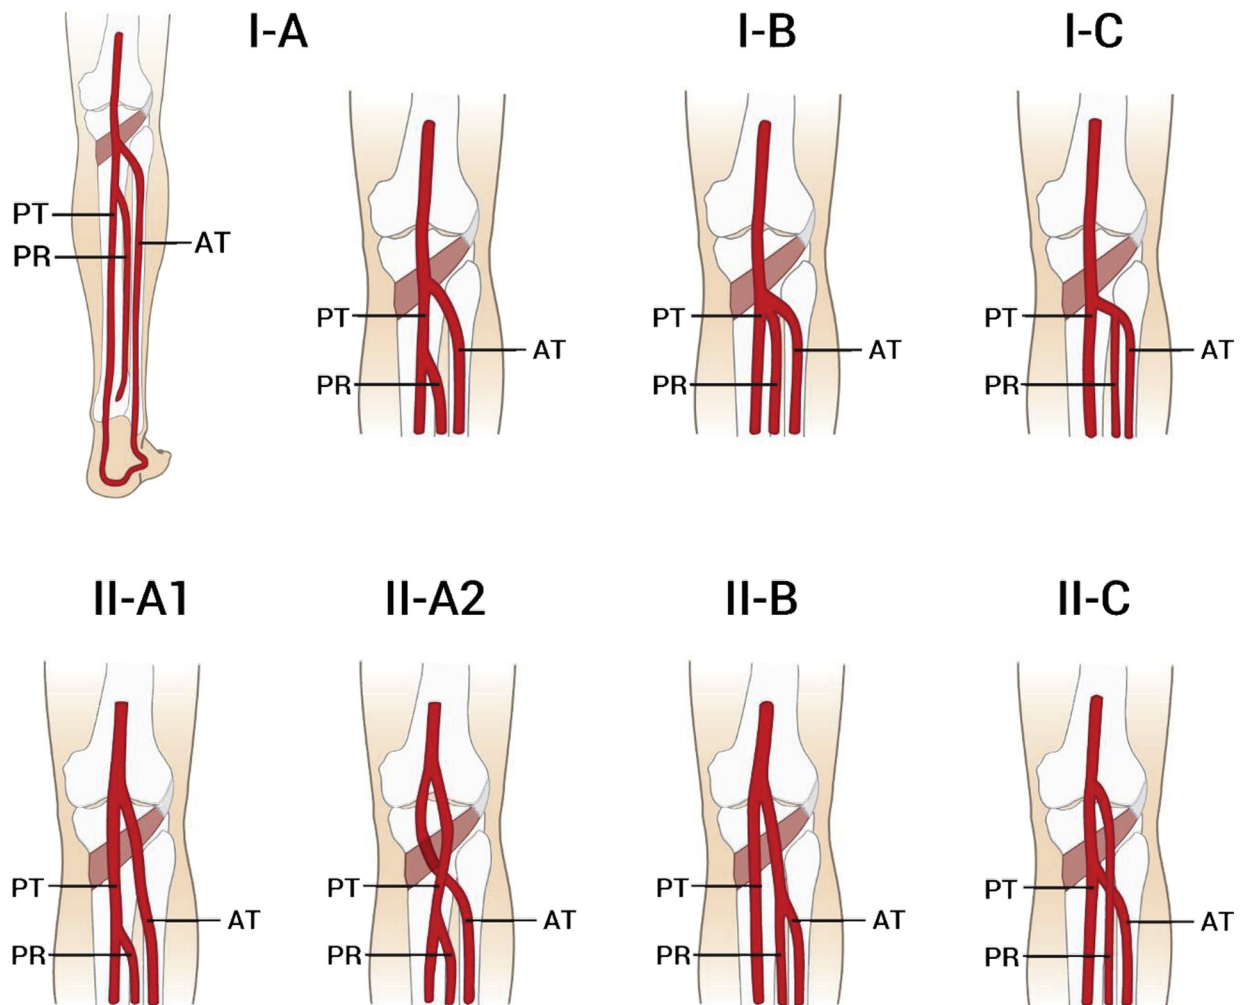 I-A
I-B
I-C
PT
PR
AT
PT
PR
AT
PT
PR
AT
PT
PR
AT
II-A1
II-A2
II-B
II-C
PT
PR
AT
PT
PR
AT
PT
PR
AT
PT
PR
AT